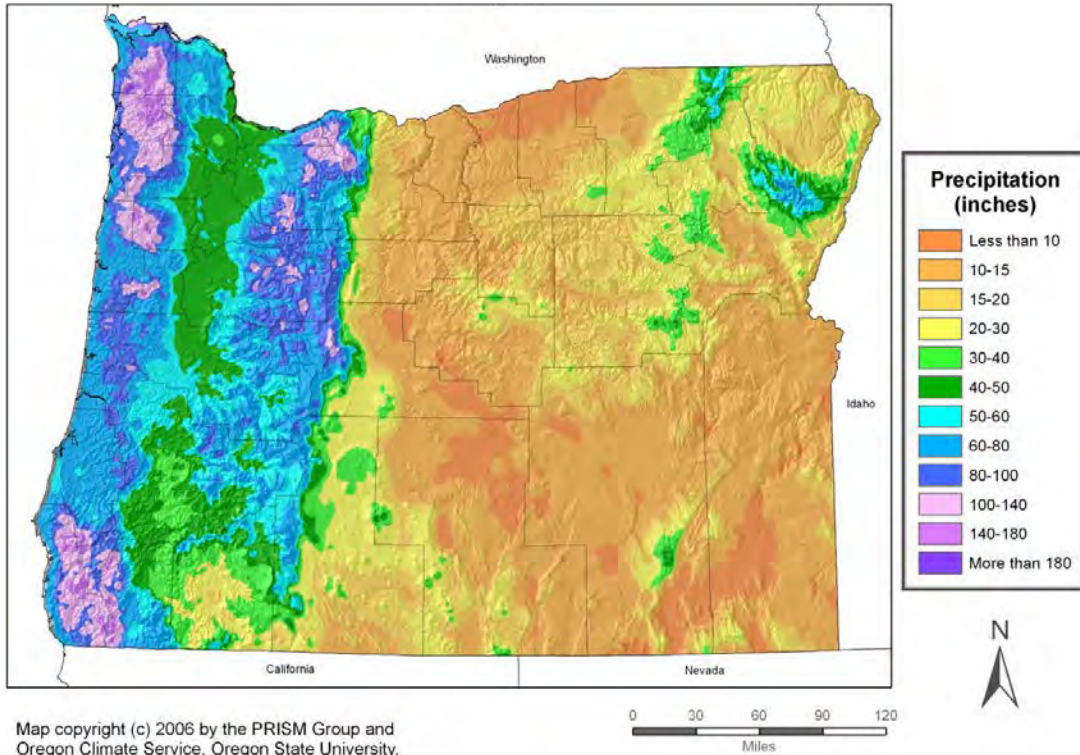 Washington
Idaho
California
Nevada
Precipitation
(inches)
Less than 10
10-15
15-20
20-30
30-40
40-50
50-60
60-80
80-100
100-140
140-180
More than 180
N
Map copyright (c) 2006 by the PRISM Group and
Oregon Climate Service, Oregon State University.
0 30 60 90 120
Miles